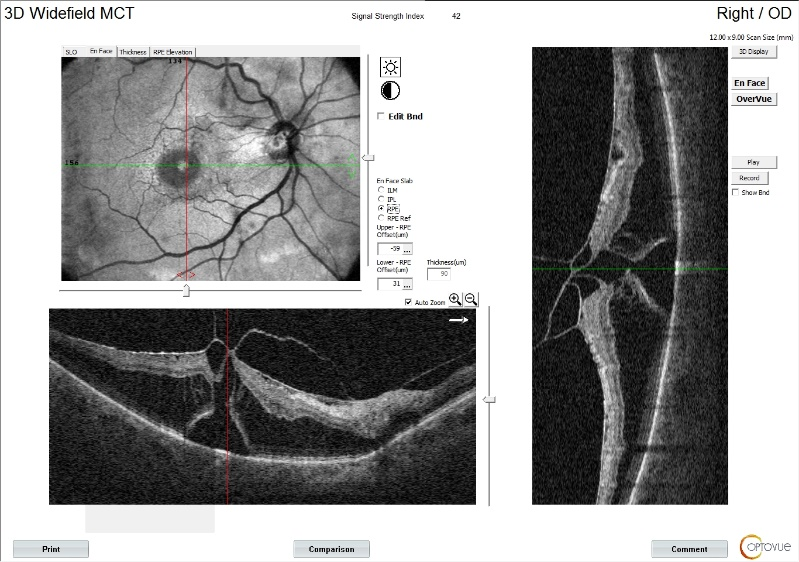 3D Widefield MCT
Signal Strength Index 42
Right / OD
12.00 x 9.00 Scan Size (mm)
SLO En Face Thickness RPE Elevation
3D Display
134
En Face
OverVue
Edit Bnd
156
Play
Record
Show Bnd
En Face Slab
ILM
IPL
RPE
RPE Ref
Upper - RPE
Offset(um)
-59 ...
Lower - RPE
Offset(um)
Thickness(um)
31 ...
90
Auto Zoom
Print
Comparison
Comment
OPTOVUE